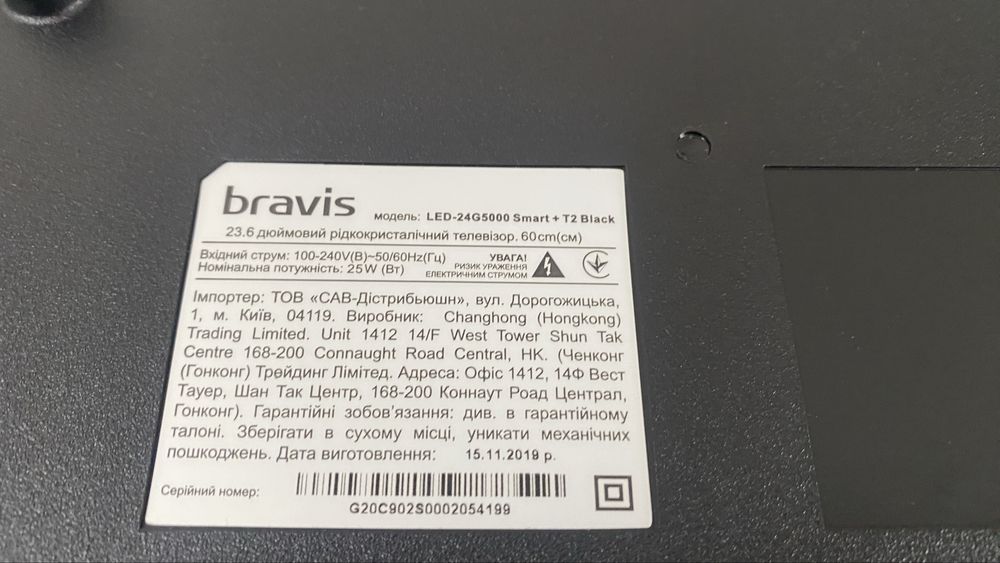 bravis модель: LED-24G5000 Smart + T2 Black
23.6 дюймовий рідкокристалічний телевізор. 60cm(см)
Вхідний струм: 100-240V(В)~50/60Hz(Гц)
Номінальна потужність: 25W (Вт)
УВАГА!
РИЗИК УРАЖЕННЯ
ЕЛЕКТРИЧНИМ СТРУМОМ
Імпортер: ТОВ «САВ-Дістрибьюшн», вул. Дорогожицька,
1, м. Київ, 04119. Виробник: Changhong (Hongkong)
Trading Limited. Unit 1412 14/F West Tower Shun Tak
Centre 168-200 Connaught Road Central, HK. (Ченконг
(Гонконг) Трейдинг Лімітед. Адреса: Офіс 1412, 14Ф Вест
Тауер, Шан Так Центр, 168-200 Коннаут Роад Централ,
Гонконг). Гарантійні зобов'язання: див. в гарантійному
талоні. Зберігати в сухому місці, уникати механічних
пошкоджень. Дата виготовлення: 15.11.2019 р.
Серійний номер:
G20C902S0002054199